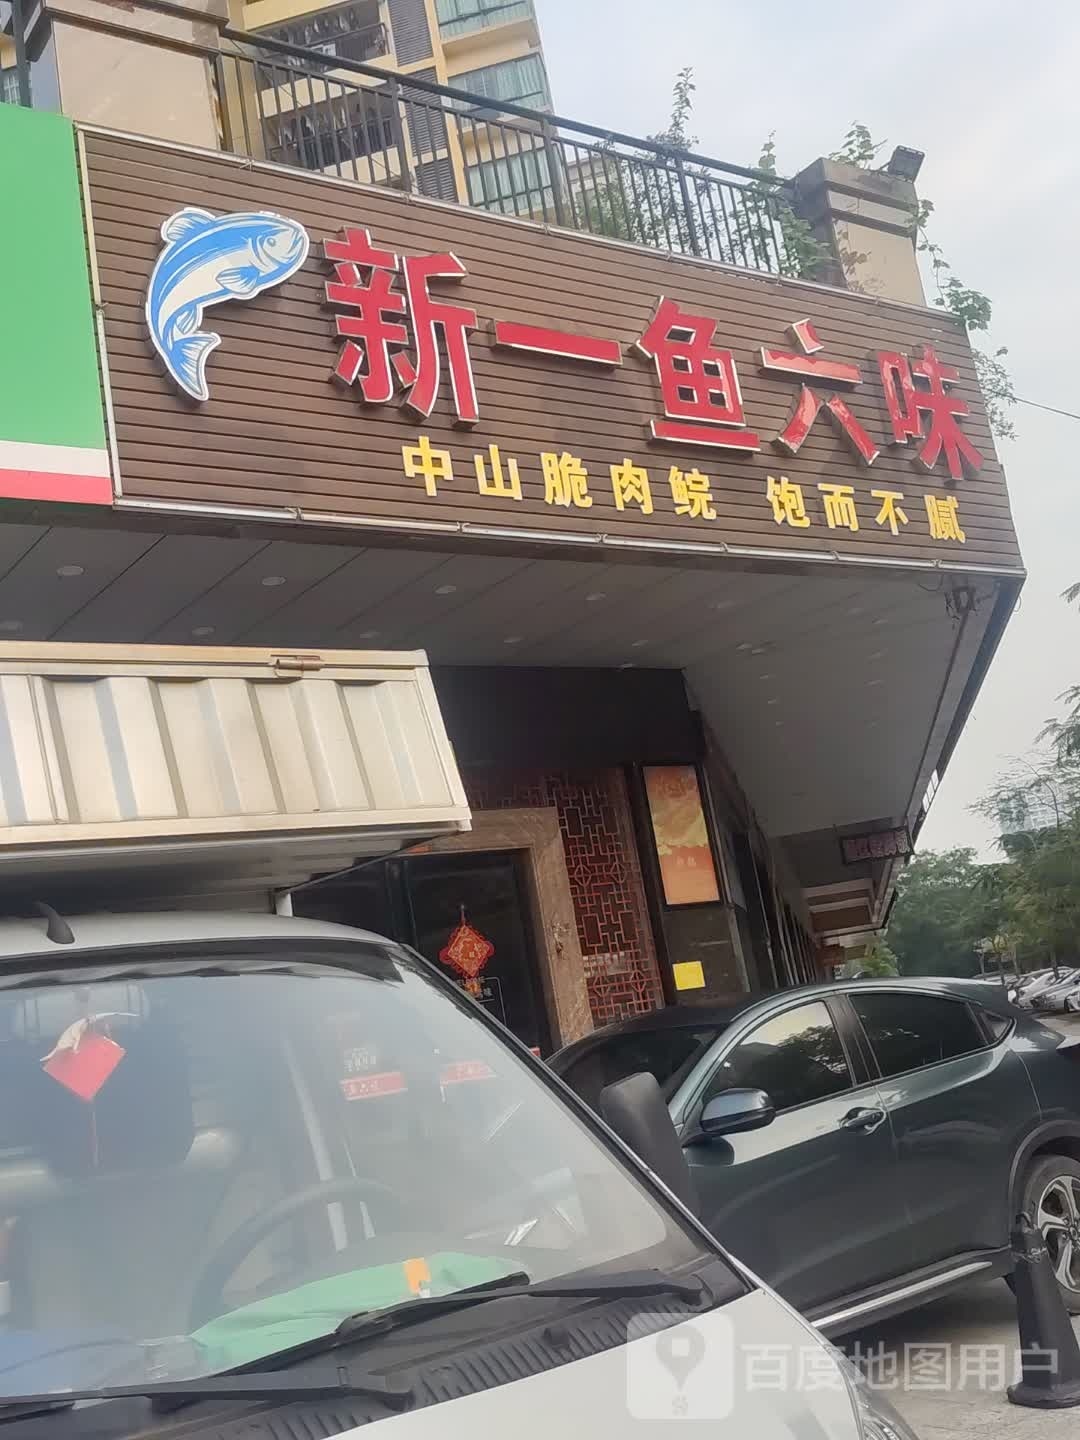 新一鱼六味
中山脆肉鲩 饱而不腻
百度地图用户